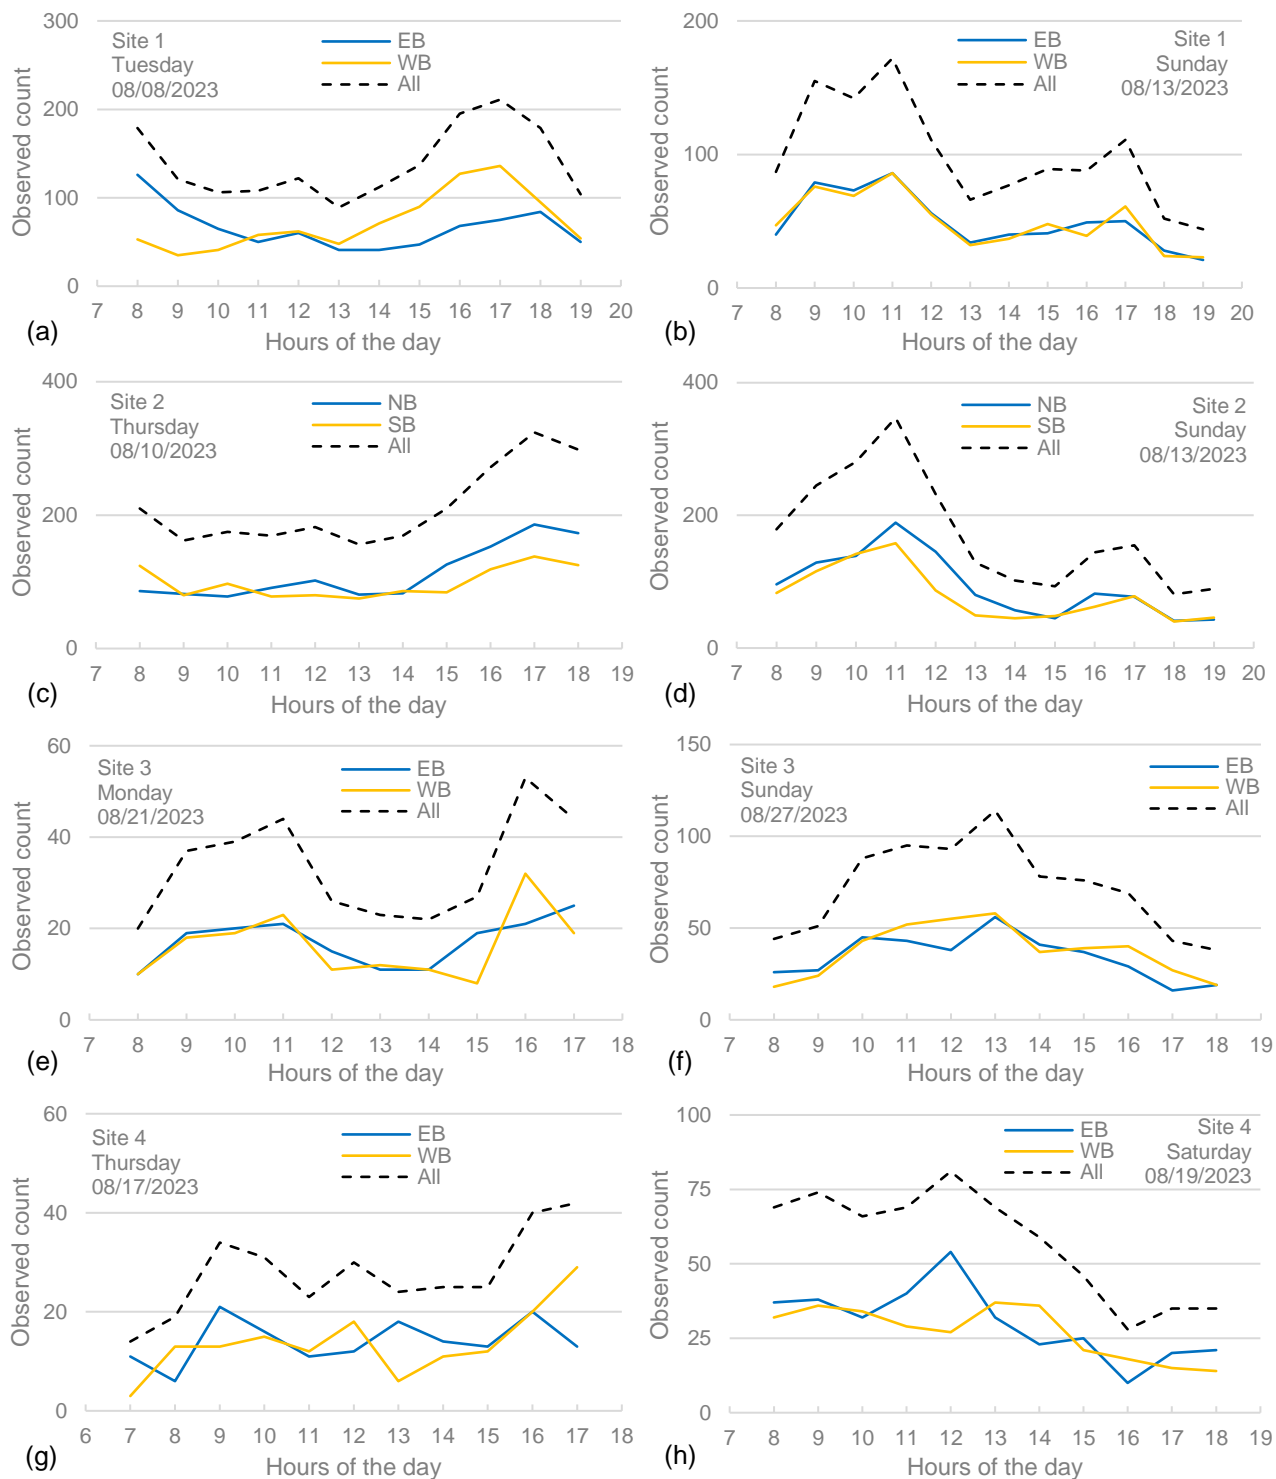 300
200
100
0
Observed count
Site 1
Tuesday
08/08/2023
EB
WB
All
7 8 9 10 11 12 13 14 15 16 17 18 19 20
Hours of the day
(a)
200
100
0
Observed count
EB
WB
All
Site 1
Sunday
08/13/2023
7 8 9 10 11 12 13 14 15 16 17 18 19 20
Hours of the day
(b)
400
200
0
Observed count
Site 2
Thursday
08/10/2023
NB
SB
All
7 8 9 10 11 12 13 14 15 16 17 18 19
Hours of the day
(c)
400
200
0
Observed count
NB
SB
All
Site 2
Sunday
08/13/2023
7 8 9 10 11 12 13 14 15 16 17 18 19 20
Hours of the day
(d)
60
40
20
0
Observed count
Site 3
Monday
08/21/2023
EB
WB
All
7 8 9 10 11 12 13 14 15 16 17 18
Hours of the day
(e)
150
100
50
0
Observed count
Site 3
Sunday
08/27/2023
EB
WB
All
7 8 9 10 11 12 13 14 15 16 17 18 19
Hours of the day
(f)
60
40
20
0
Observed count
Site 4
Thursday
08/17/2023
EB
WB
All
6 7 8 9 10 11 12 13 14 15 16 17 18
Hours of the day
(g)
100
75
50
25
0
Observed count
EB
WB
All
Site 4
Saturday
08/19/2023
7 8 9 10 11 12 13 14 15 16 17 18 19
Hours of the day
(h)